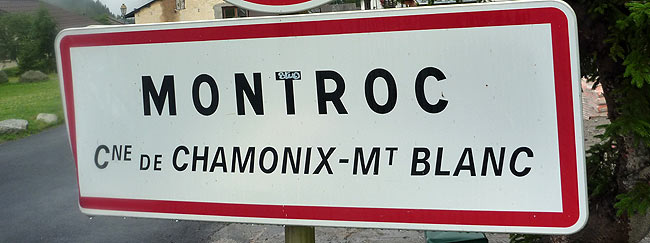 MONTROC
CNE DE CHAMONIX-MT BLANC